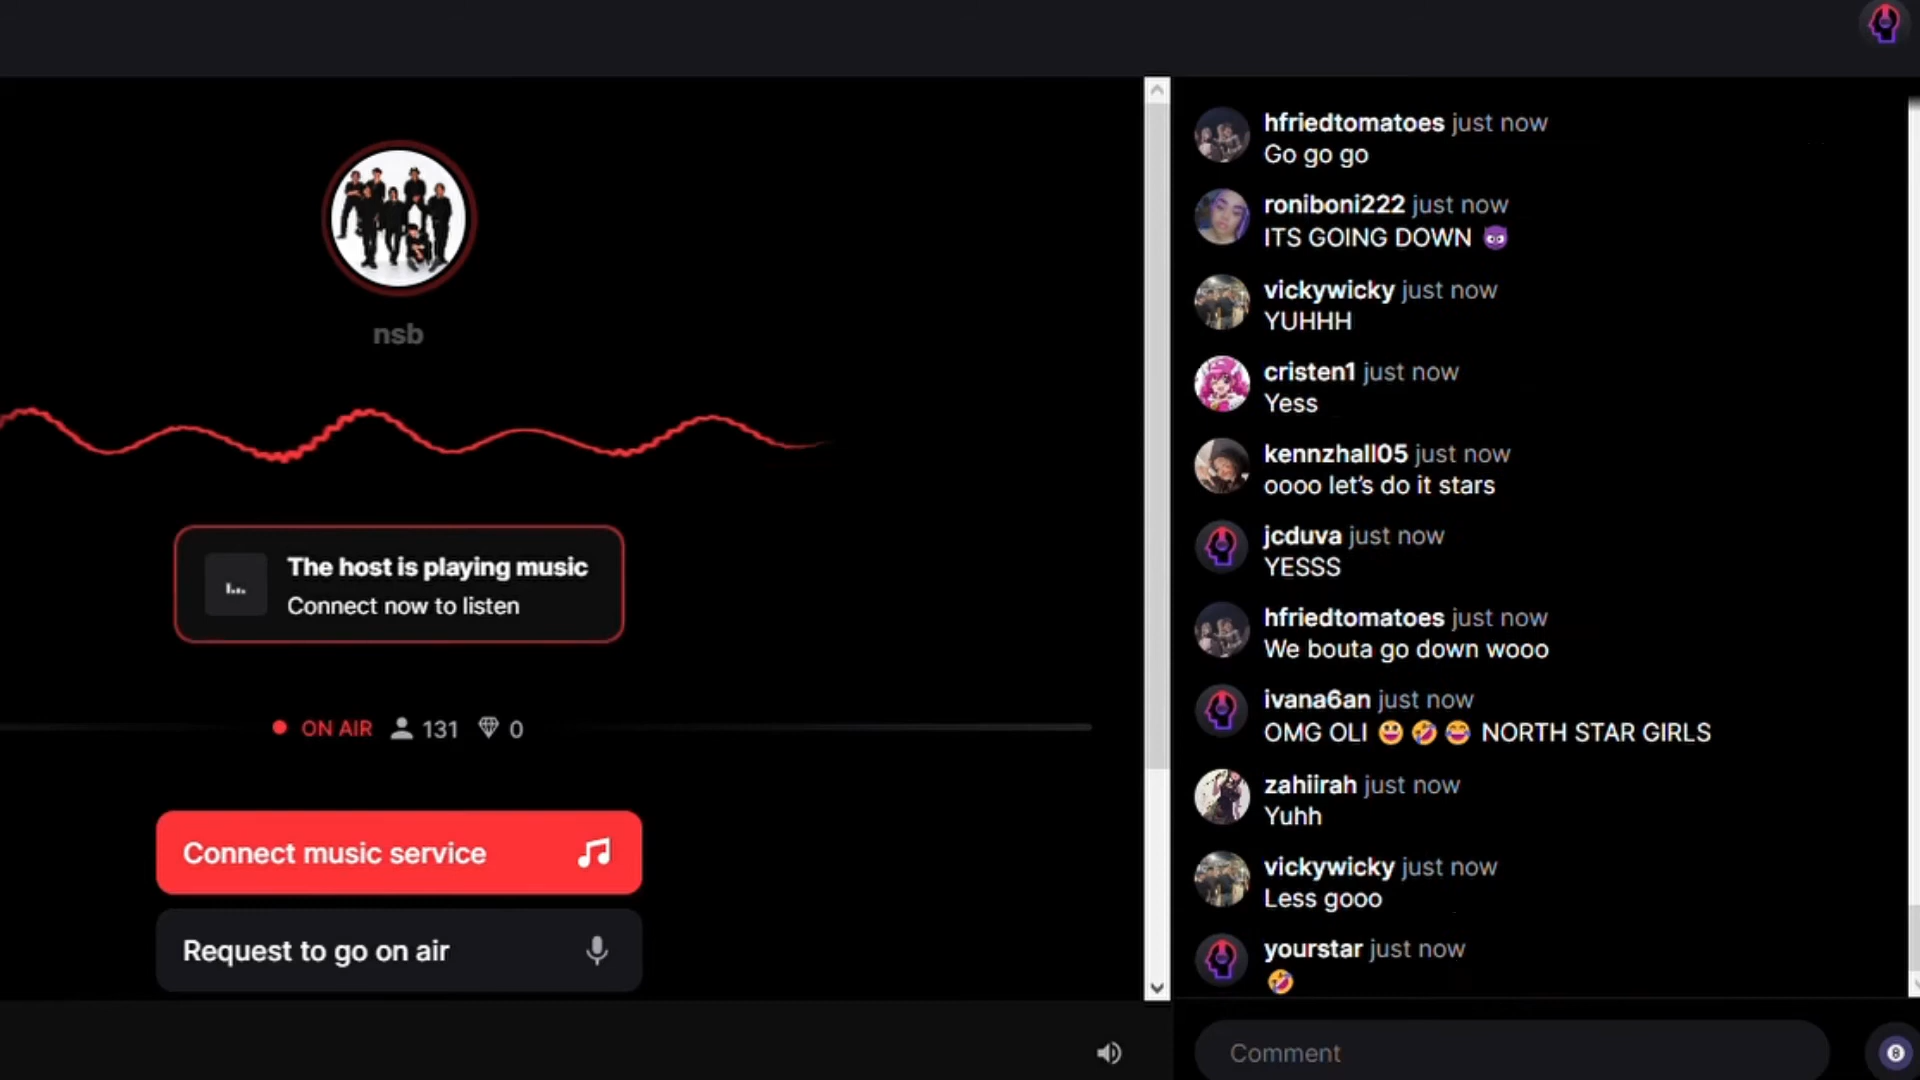 nsb
The host is playing music
Connect now to listen
ON AIR 131 0
Connect music service
Request to go on air
hfriedtomatoes just now
Go go go
roniboni222 just now
ITS GOING DOWN 😈
vickywicky just now
YUHHH
cristen1 just now
Yess
kennzhall05 just now
oooo let's do it stars
jcduva just now
YESSS
hfriedtomatoes just now
We bouta go down wooo
ivana6an just now
OMG OLI 😀 🤣 😂 NORTH STAR GIRLS
zahiirah just now
Yuhh
vickywicky just now
Less gooo
yourstar just now
🤣
Comment
8